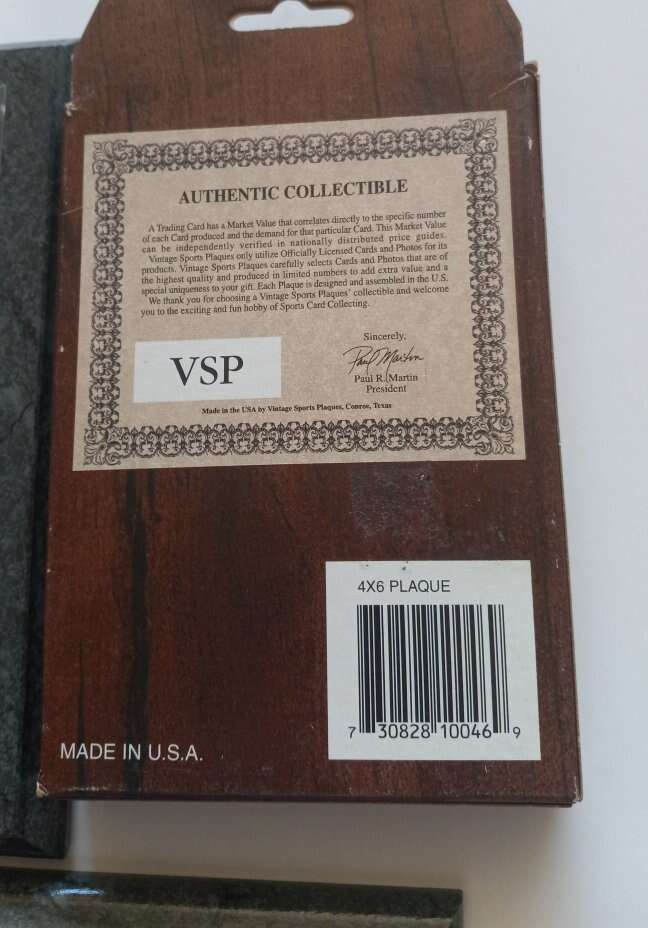 AUTHENTIC COLLECTIBLE
A Trading Card has a Market Value that correlates directly to the specific number
of each Card produced and the demand for that particular Card. This Market Value
can be independently verified in nationally distributed price guides.
Vintage Sports Plaques only utilize Officially Licensed Cards and Photos for its
products. Vintage Sports Plaques carefully selects Cards and Photos that are of
the highest quality and produced in limited numbers to add extra value and a
special uniqueness to your gift. Each Plaque is designed and assembled in the U.S.
We thank you for choosing a Vintage Sports Plaques' collectible and welcome
you to the exciting and fun hobby of Sports Card Collecting.
Sincerely,
Paul Martin
VSP
Paul R. Martin
President
Made in the USA by Vintage Sports Plaques, Conroe, Texas
4X6 PLAQUE
7 30828 10046 9
MADE IN U.S.A.